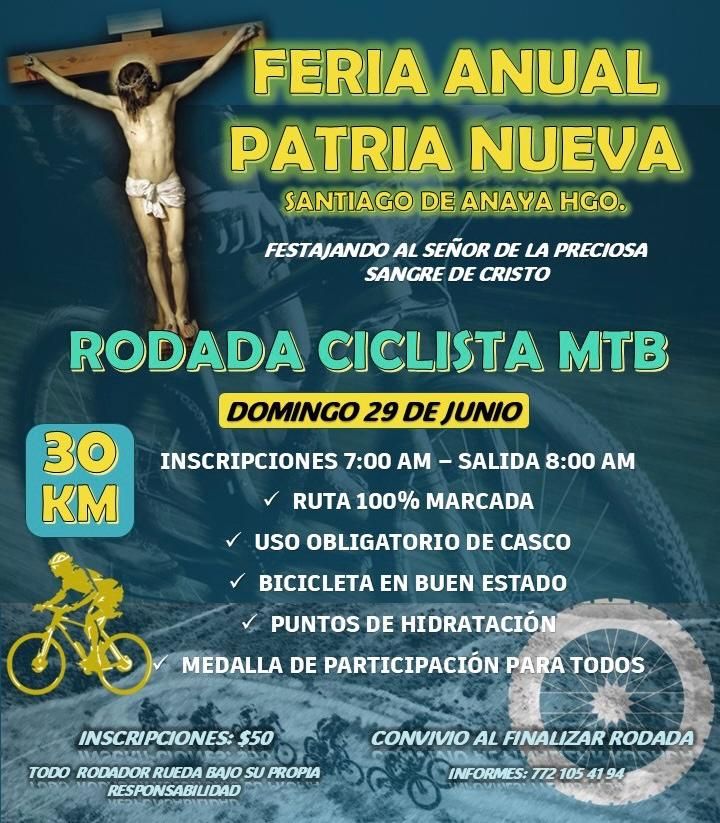 FERIA ANUAL
PATRIA NUEVA
SANTIAGO DE ANAYA HGO.
FESTAJANDO AL SEÑOR DE LA PRECIOSA
SANGRE DE CRISTO
RODADA CICLISTA MTB
DOMINGO 29 DE JUNIO
30
KM
INSCRIPCIONES 7:00 AM – SALIDA 8:00 AM
✓ RUTA 100% MARCADA
✓ USO OBLIGATORIO DE CASCO
✓ BICICLETA EN BUEN ESTADO
✓ PUNTOS DE HIDRATACIÓN
✓ MEDALLA DE PARTICIPACIÓN PARA TODOS
INSCRIPCIONES: $50
TODO RODADOR RUEDA BAJO SU PROPIA
RESPONSABILIDAD
CONVIVIO AL FINALIZAR RODADA
INFORMES: 772 105 41 94